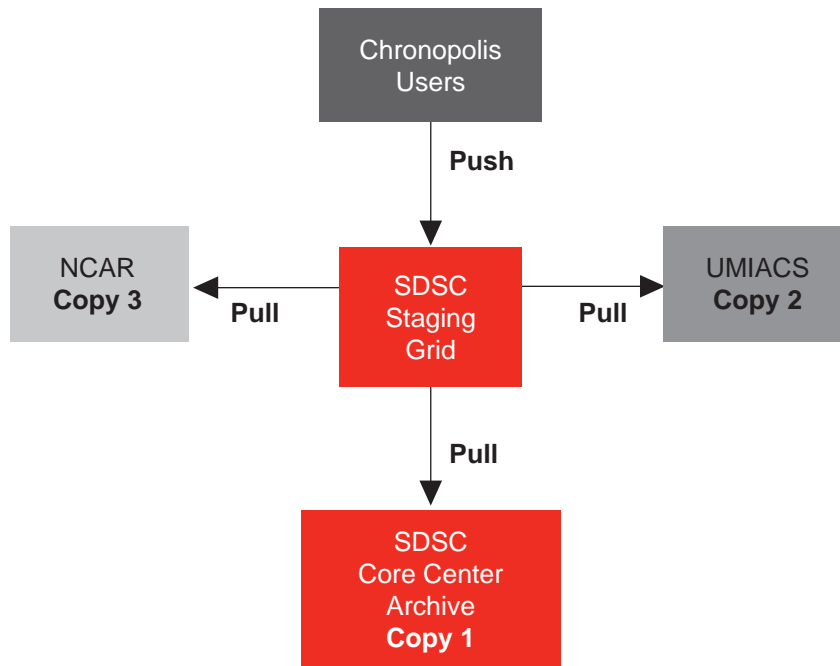 Chronopolis
Users
Push
NCAR
Copy 3
Pull
SDSC
Staging
Grid
Pull
UMIACS
Copy 2
Pull
SDSC
Core Center
Archive
Copy 1